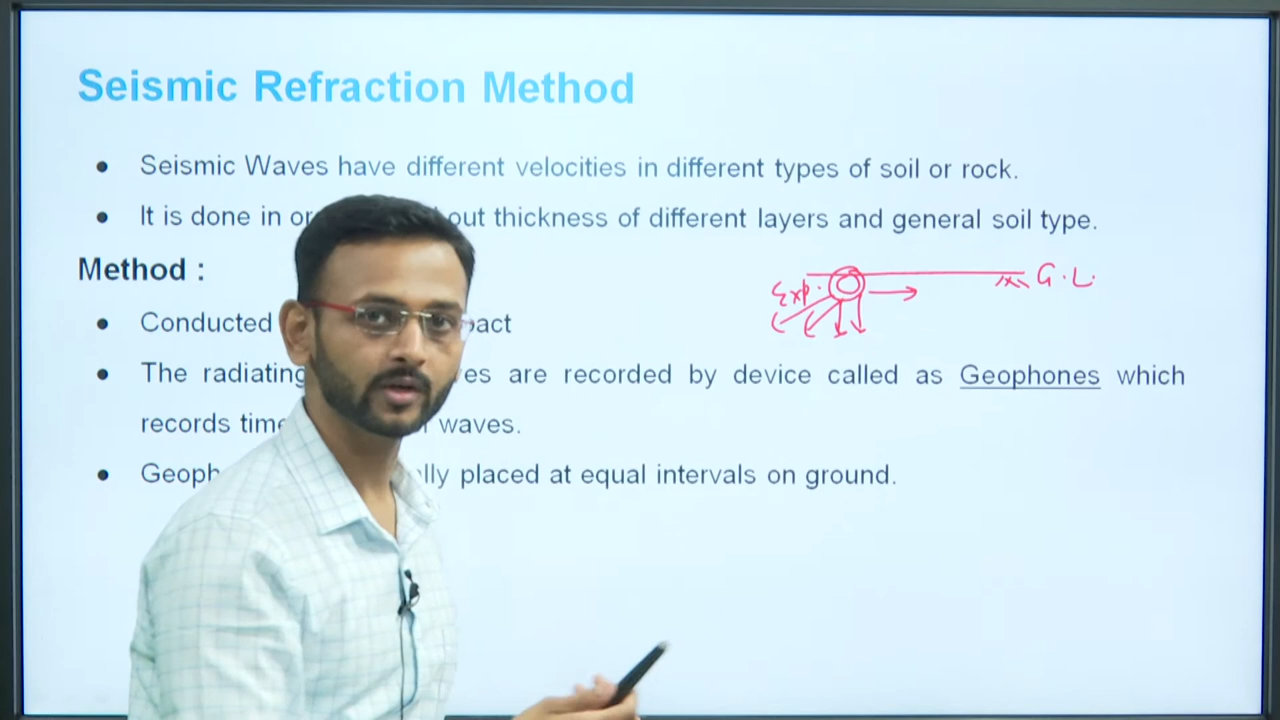 Seismic Refraction Method
• Seismic Waves have different velocities in different types of soil or rock.
• It is done in or out thickness of different layers and general soil type.
Method :
G.L.
Exp.
• Conducted pact
• The radiating es are recorded by device called as Geophones which
records time waves.
• Geoph lly placed at equal intervals on ground.